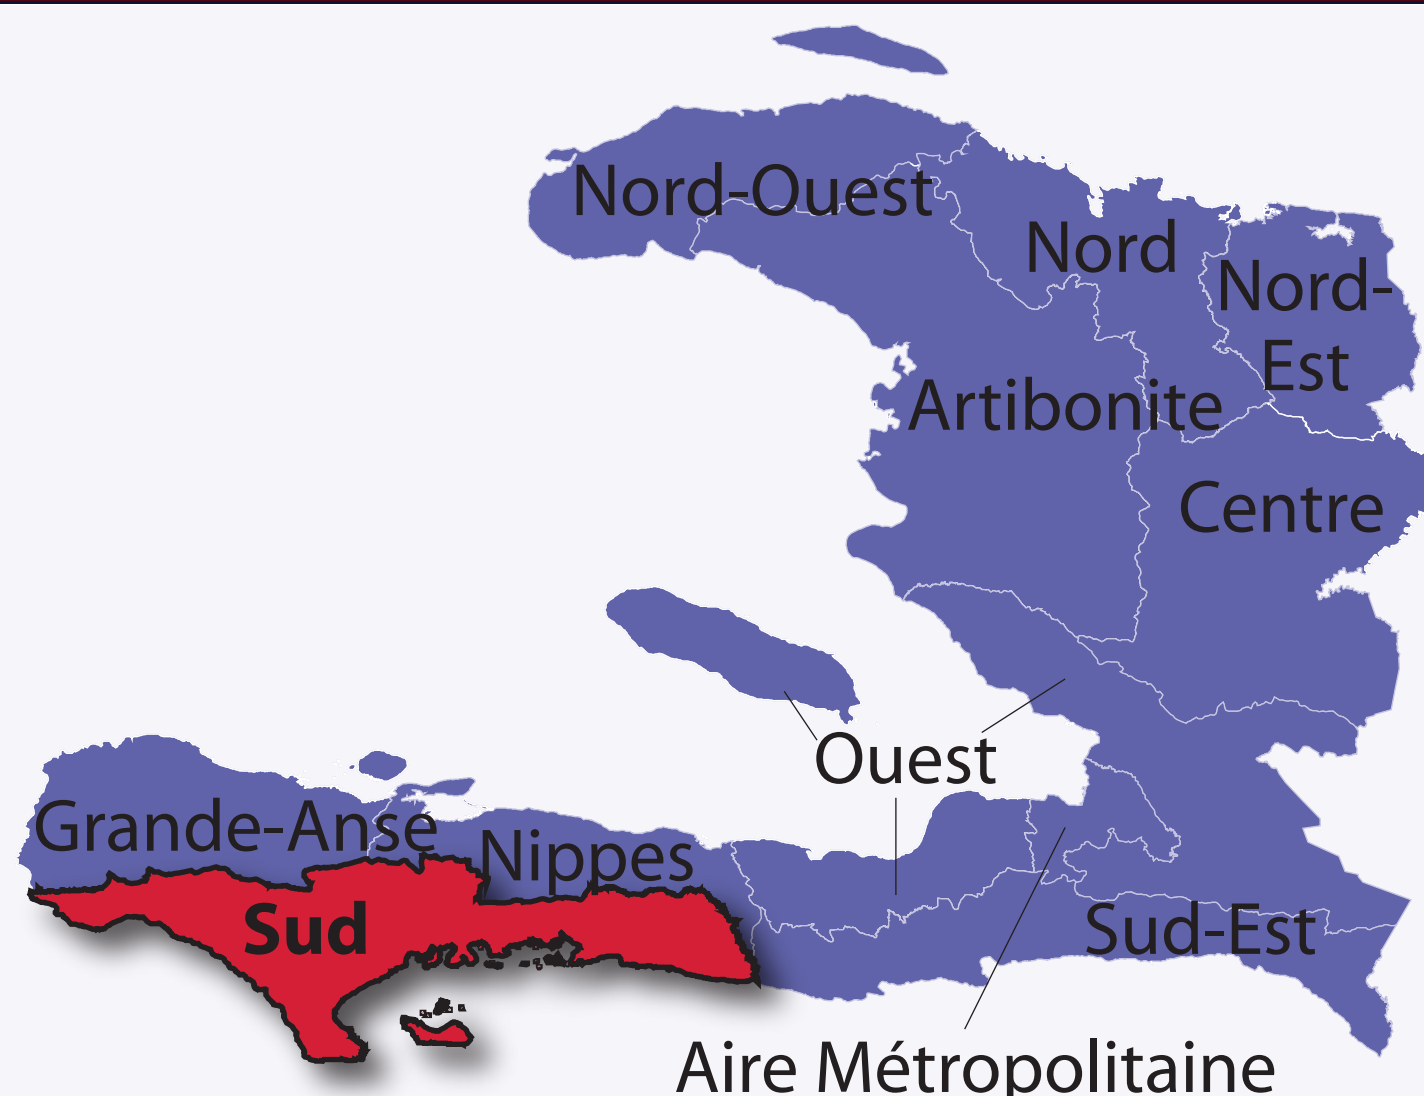 Nord-Ouest
Nord
Nord-
Est
Artibonite
Centre
Ouest
Grande-Anse
Nippes
Sud
Sud-Est
Aire Métropolitaine